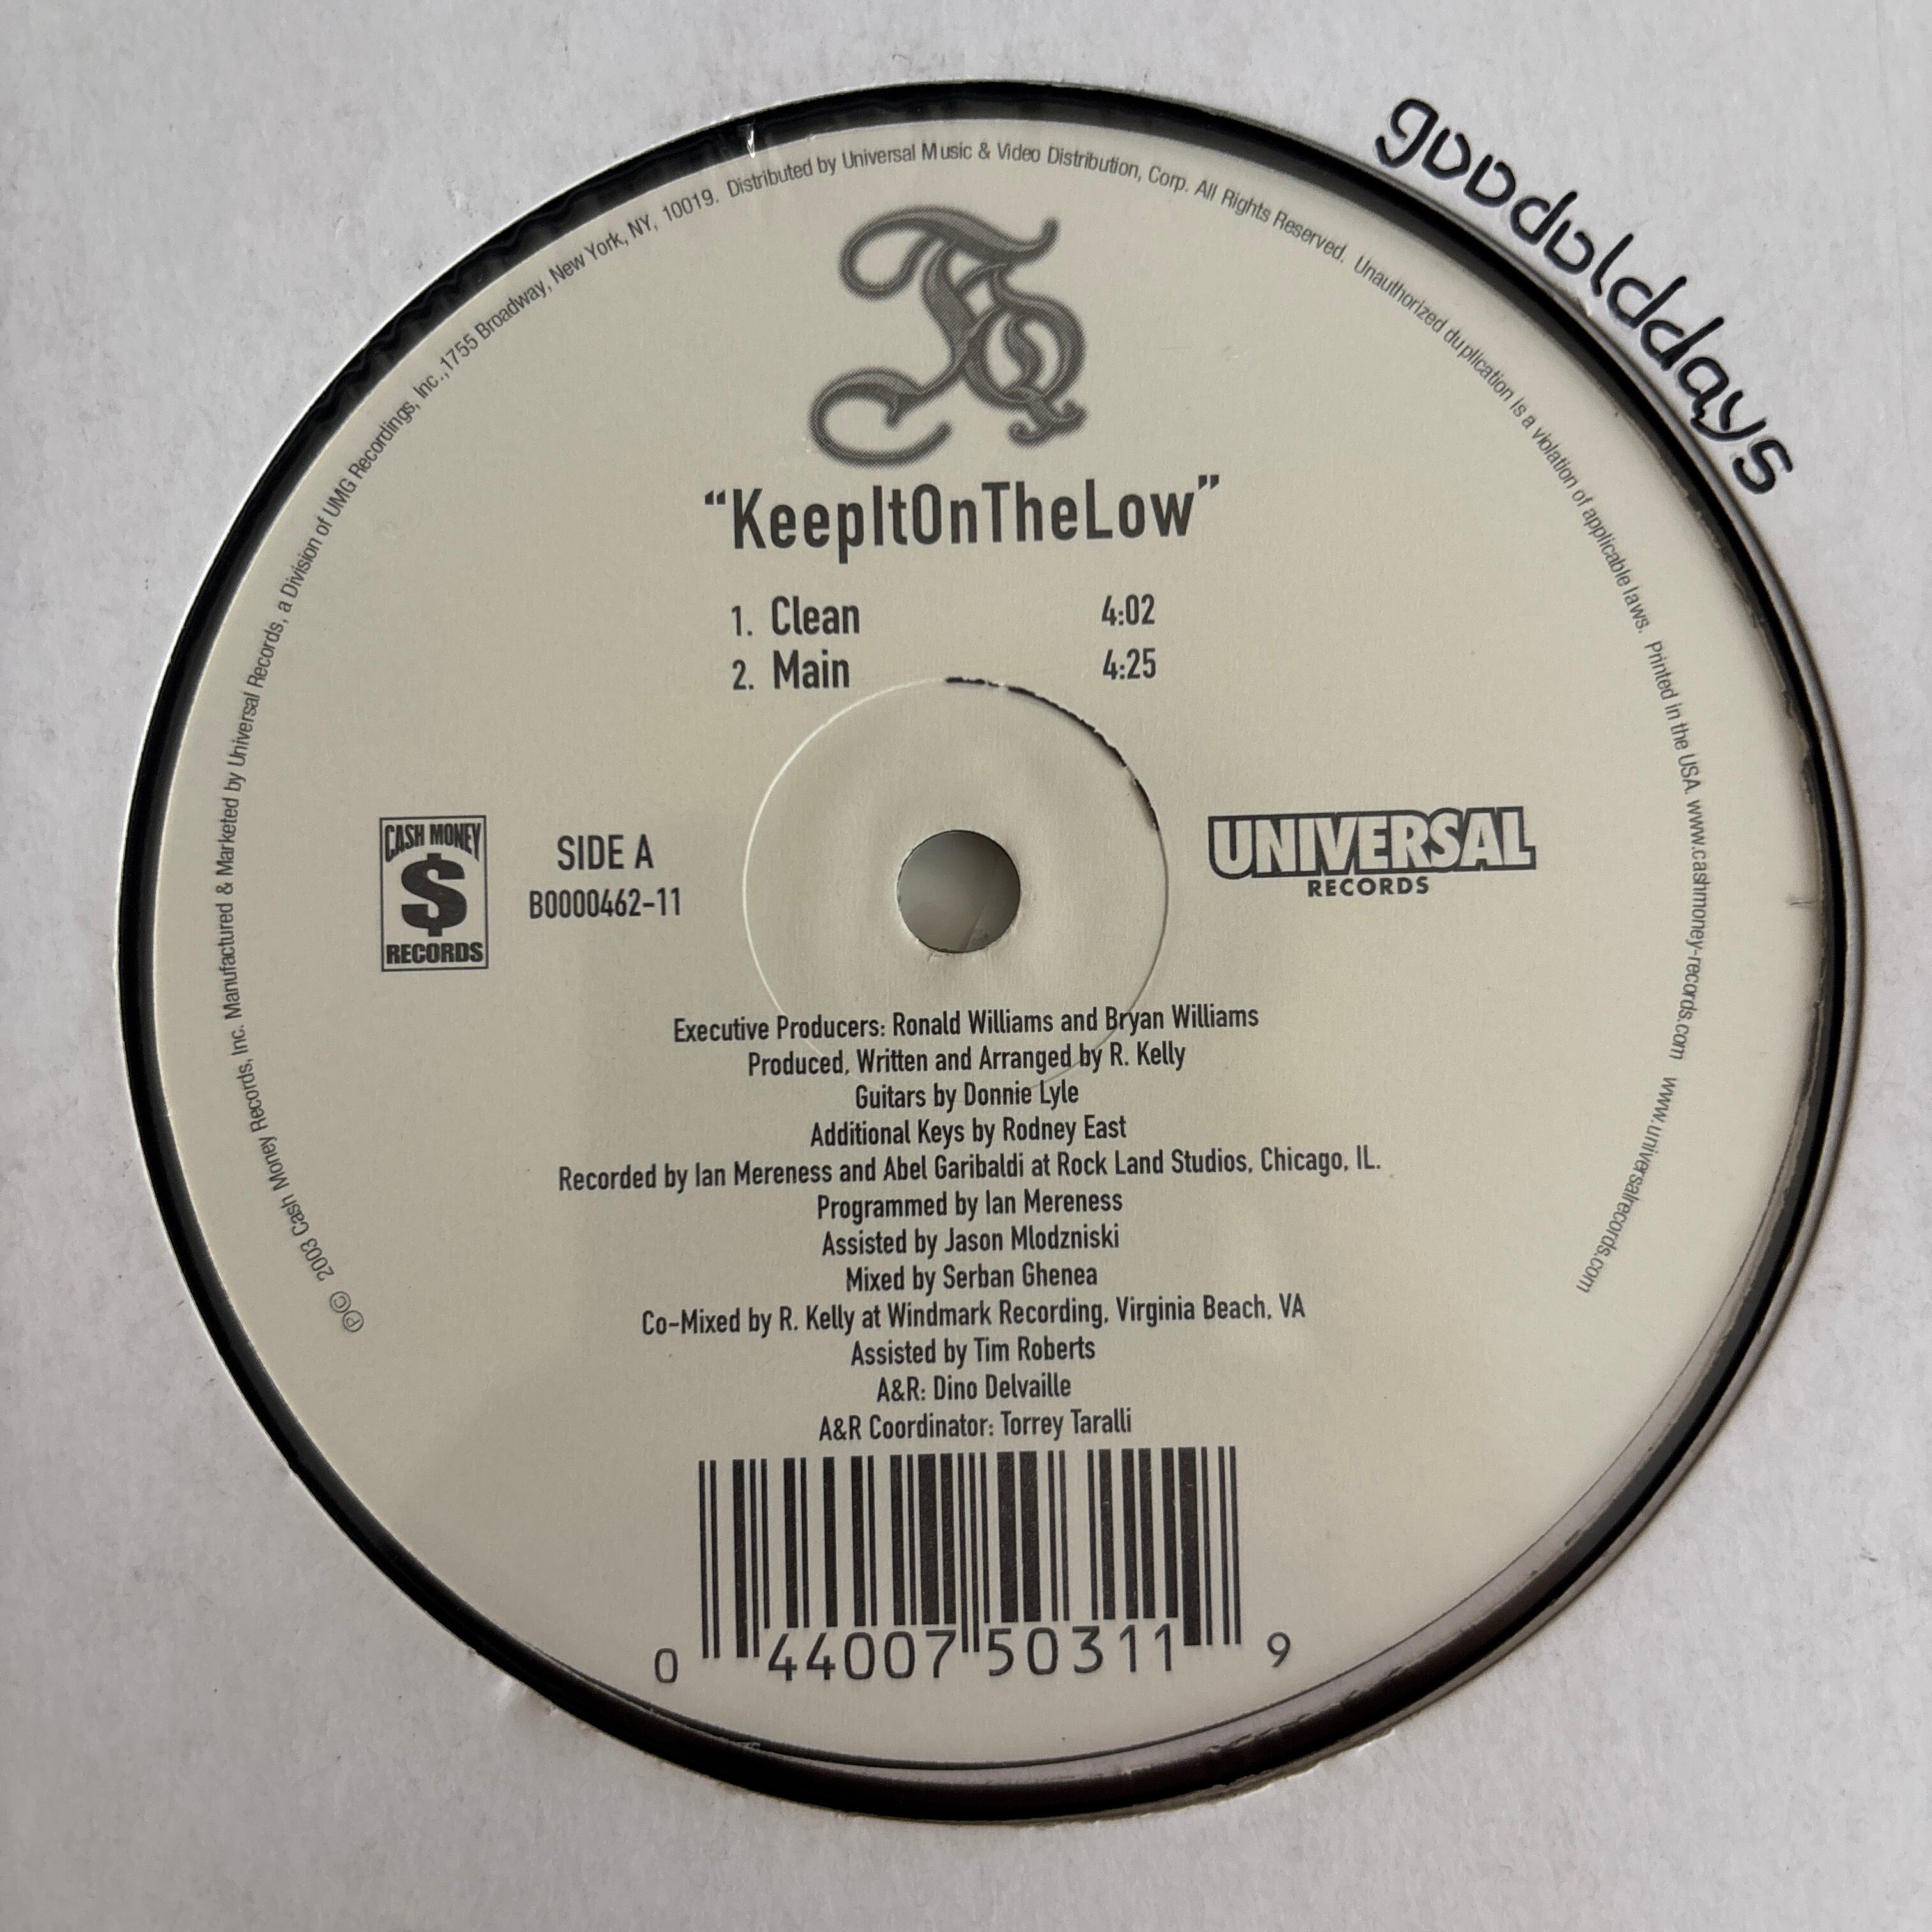 goodolddays
℗© 2003 Cash Money Records, Inc. Manufactured & Marketed by Universal Records, a Division of UMG Recordings, Inc.,1755 Broadway, New York, NY, 10019. Distributed by Universal Music & Video Distribution, Corp. All Rights Reserved. Unauthorized duplication is a violation of applicable laws. Printed in the USA. www.cashmoney-records.com www.universalrecords.com
TQ
“KeepItOnTheLow”
1. Clean 4:02
2. Main 4:25
CASH MONEY
$
RECORDS
SIDE A
B0000462-11
UNIVERSAL
RECORDS
Executive Producers: Ronald Williams and Bryan Williams
Produced, Written and Arranged by R. Kelly
Guitars by Donnie Lyle
Additional Keys by Rodney East
Recorded by Ian Mereness and Abel Garibaldi at Rock Land Studios, Chicago, IL.
Programmed by Ian Mereness
Assisted by Jason Mlodzniski
Mixed by Serban Ghenea
Co-Mixed by R. Kelly at Windmark Recording, Virginia Beach, VA
Assisted by Tim Roberts
A&R: Dino Delvaille
A&R Coordinator: Torrey Taralli
0 44007 50311 9